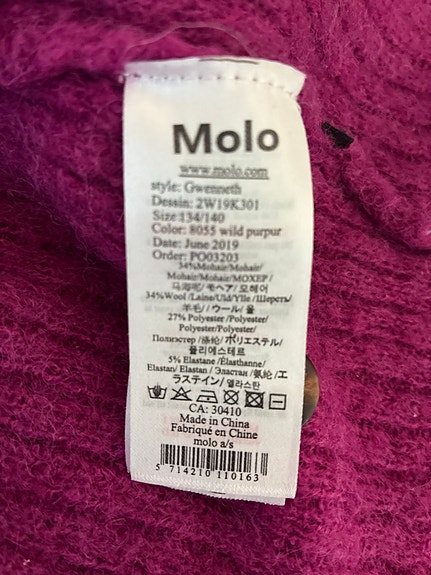 Molo
www.molo.com
style: Gwenneth
Dessin: 2W19K301
Size:134/140
Color: 8055 wild purpur
Date: June 2019
Order: PO03203
34%Mohair/Mohair/
Mohair/Mohair/MOXEP /
马海毛/モヘア/ 모헤어
34%Wool /Laine/Uld/Ylle /Шерсть/
羊毛/ /ウール/ 울
27% Polyester /Polyester/
Polyester/Polyester/
Полиэстер /涤纶/ ポリエステル/
폴리에스테르
5% Elastane /Élasthanne/
Elastan/ Elastan / Эластан /氨纶/エ
ラステイン/ 엘라스탄
CA: 30410
Made in China
Fabriqué en Chine
molo a/s
5 714210 110163